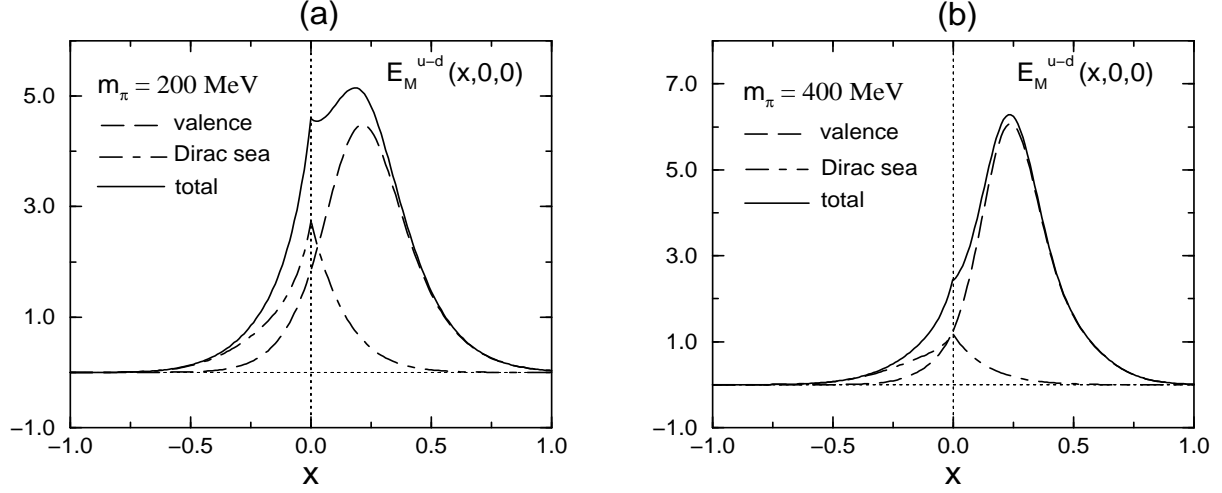 (a)
E_M^{u-d}(x,0,0)
m_π = 200 MeV
valence
Dirac sea
total
5.0
3.0
1.0
−1.0
−1.0
−0.5
0.0
0.5
1.0
x
(b)
E_M^{u-d}(x,0,0)
m_π = 400 MeV
valence
Dirac sea
total
7.0
5.0
3.0
1.0
−1.0
−1.0
−0.5
0.0
0.5
1.0
x